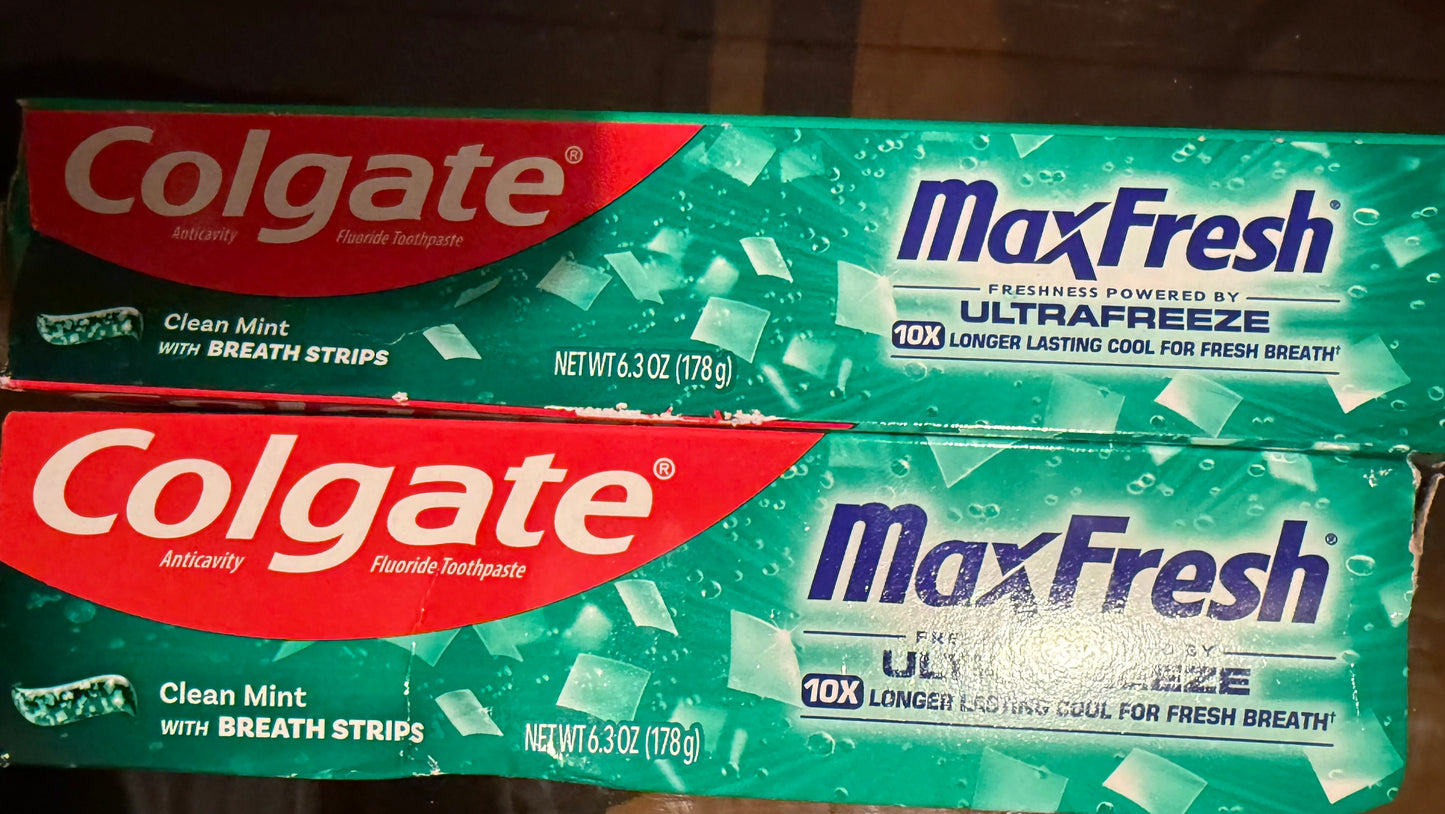 Colgate®
Anticavity Fluoride Toothpaste
Clean Mint
WITH BREATH STRIPS
NET WT 6.3 OZ (178 g)
MaxFresh®
FRESHNESS POWERED BY
ULTRAFREEZE
10X LONGER LASTING COOL FOR FRESH BREATH†
Colgate®
Anticavity Fluoride Toothpaste
Clean Mint
WITH BREATH STRIPS
NET WT 6.3 OZ (178 g)
MaxFresh®
BY
10X LONGER LASTING COOL FOR FRESH BREATH†